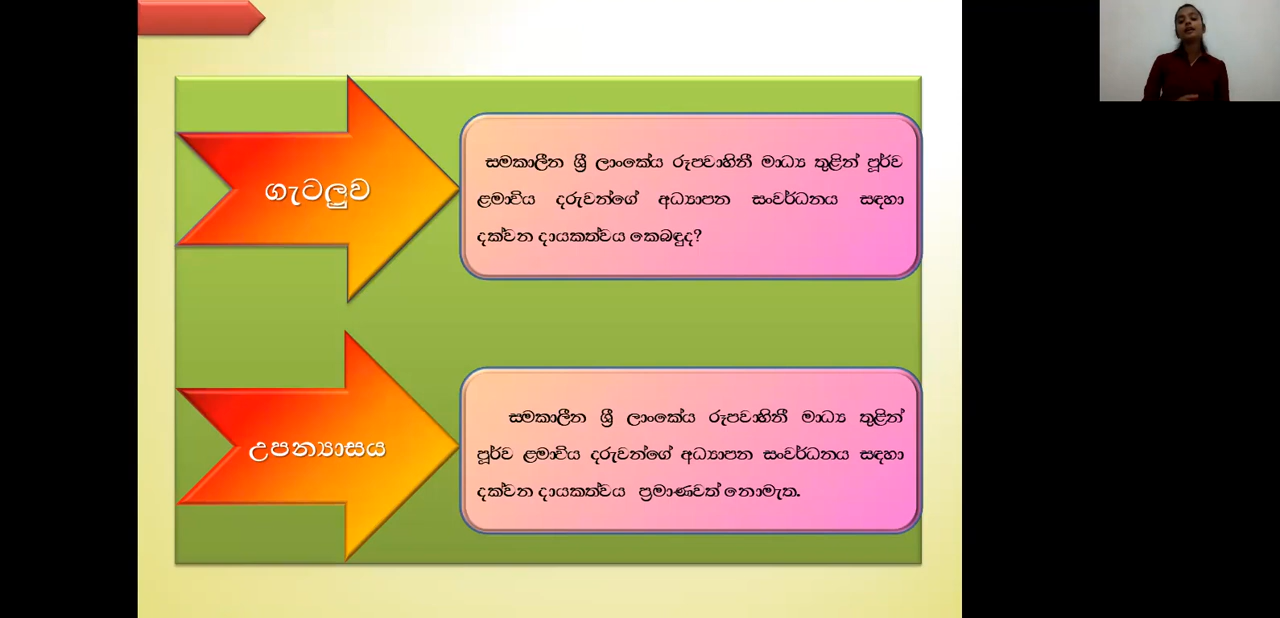 ගැටලුව
සමකාලීන ශ්‍රී ලාංකේය රූපවාහිනී මාධ්‍ය තුළින් පූර්ව
ළමාවිය දරුවන්ගේ අධ්‍යාපන සංවර්ධනය සඳහා
දක්වන දායකත්වය කෙබඳුද?
උපන්‍යාසය
සමකාලීන ශ්‍රී ලාංකේය රූපවාහිනී මාධ්‍ය තුළින්
පූර්ව ළමාවිය දරුවන්ගේ අධ්‍යාපන සංවර්ධනය සඳහා
දක්වන දායකත්වය ප්‍රමාණවත් නොමැත.